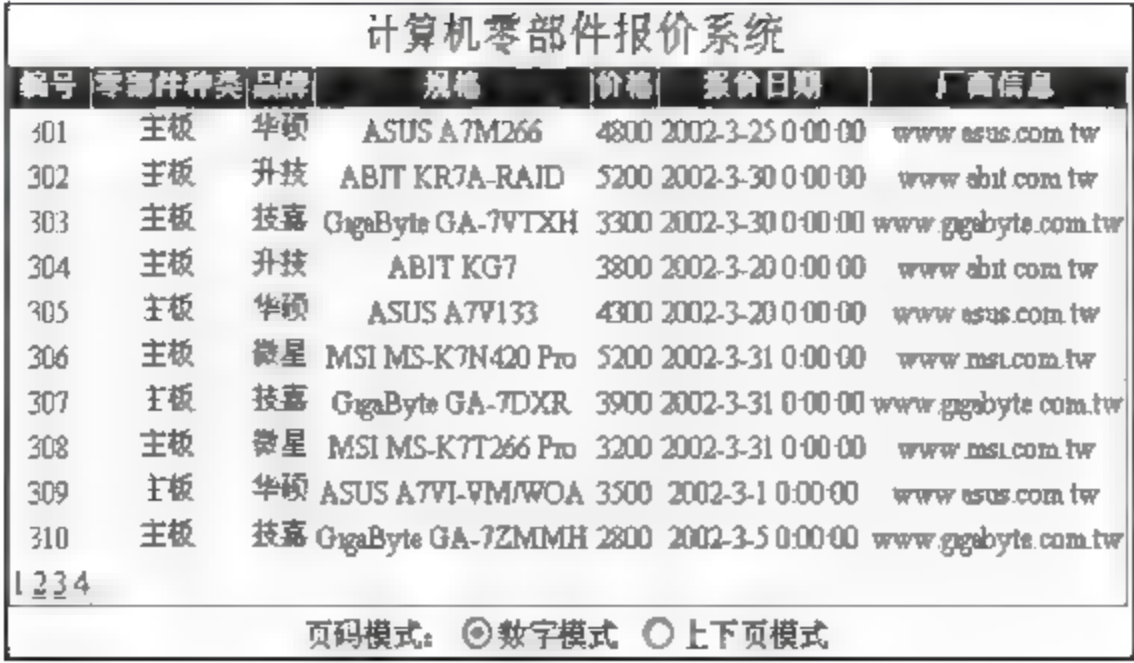 计算机零部件报价系统
编号 零部件种类 品牌 规格 价格 报价日期 厂商信息
301 主板 华硕 ASUS A7M266 4800 2002-3-25 0:00:00 www.asus.com.tw
302 主板 升技 ABIT KR7A-RAID 5200 2002-3-30 0:00:00 www.abit.com.tw
303 主板 技嘉 GigaByte GA-7VTXH 3300 2002-3-30 0:00:00 www.gigabyte.com.tw
304 主板 升技 ABIT KG7 3800 2002-3-20 0:00:00 www.abit.com.tw
305 主板 华硕 ASUS A7V133 4300 2002-3-20 0:00:00 www.asus.com.tw
306 主板 微星 MSI MS-K7N420 Pro 5200 2002-3-31 0:00:00 www.msi.com.tw
307 主板 技嘉 GigaByte GA-7DXR 3900 2002-3-31 0:00:00 www.gigabyte.com.tw
308 主板 微星 MSI MS-K7T266 Pro 3200 2002-3-31 0:00:00 www.msi.com.tw
309 主板 华硕 ASUS A7VI-VM/WOA 3500 2002-3-1 0:00:00 www.asus.com.tw
310 主板 技嘉 GigaByte GA-7ZMMH 2800 2002-3-5 0:00:00 www.gigabyte.com.tw
1 2 3 4
页码模式： 数字模式 上下页模式